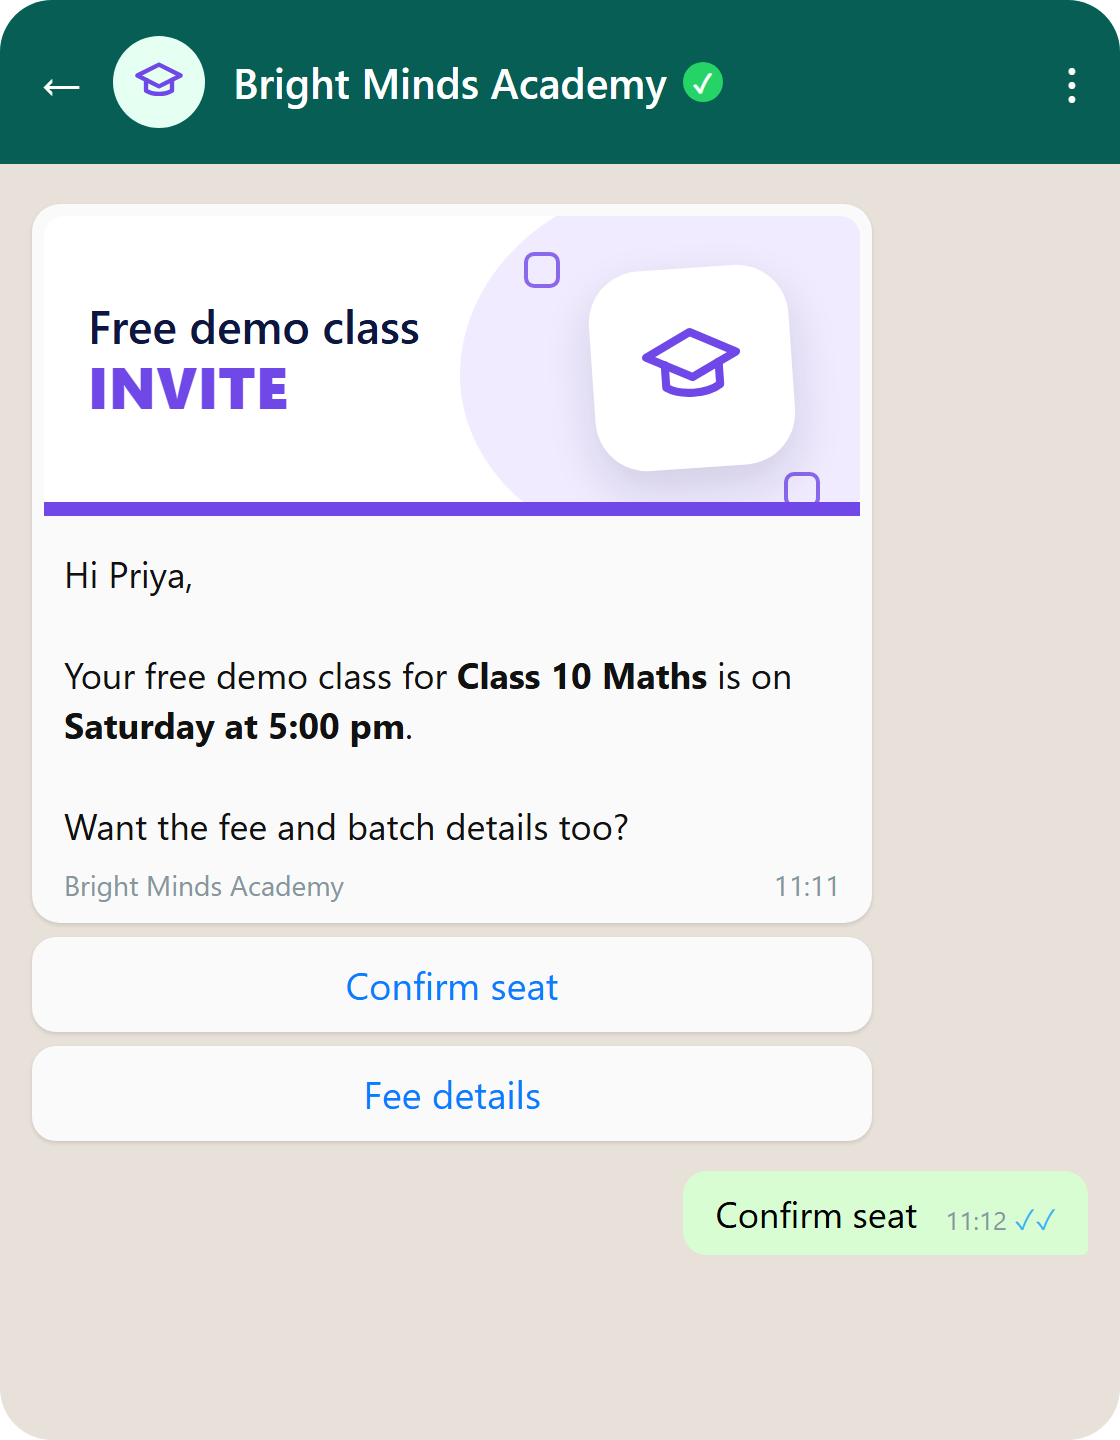 Bright Minds Academy
Free demo class
INVITE
Hi Priya,
Your free demo class for Class 10 Maths is on
Saturday at 5:00 pm.
Want the fee and batch details too?
Bright Minds Academy 11:11
Confirm seat
Fee details
Confirm seat 11:12